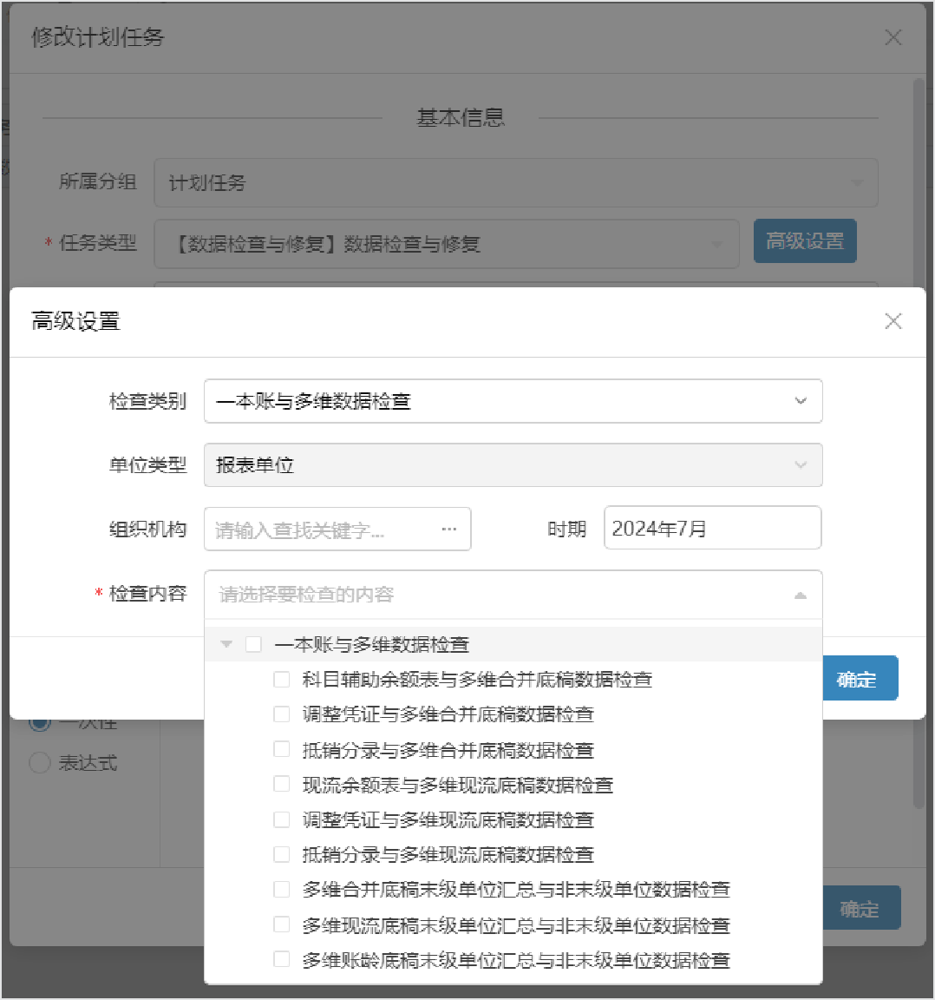 修改计划任务
基本信息
所属分组 计划任务
* 任务类型 【数据检查与修复】数据检查与修复 高级设置
高级设置
检查类别 一本账与多维数据检查
单位类型 报表单位
组织机构 请输入查找关键字... ... 时期 2024年7月
* 检查内容 请选择要检查的内容
一本账与多维数据检查
科目辅助余额表与多维合并底稿数据检查
确定
调整凭证与多维合并底稿数据检查
一次性
抵销分录与多维合并底稿数据检查
表达式
现流余额表与多维现流底稿数据检查
调整凭证与多维现流底稿数据检查
抵销分录与多维现流底稿数据检查
多维合并底稿末级单位汇总与非末级单位数据检查
确定
多维现流底稿末级单位汇总与非末级单位数据检查
多维账龄底稿末级单位汇总与非末级单位数据检查